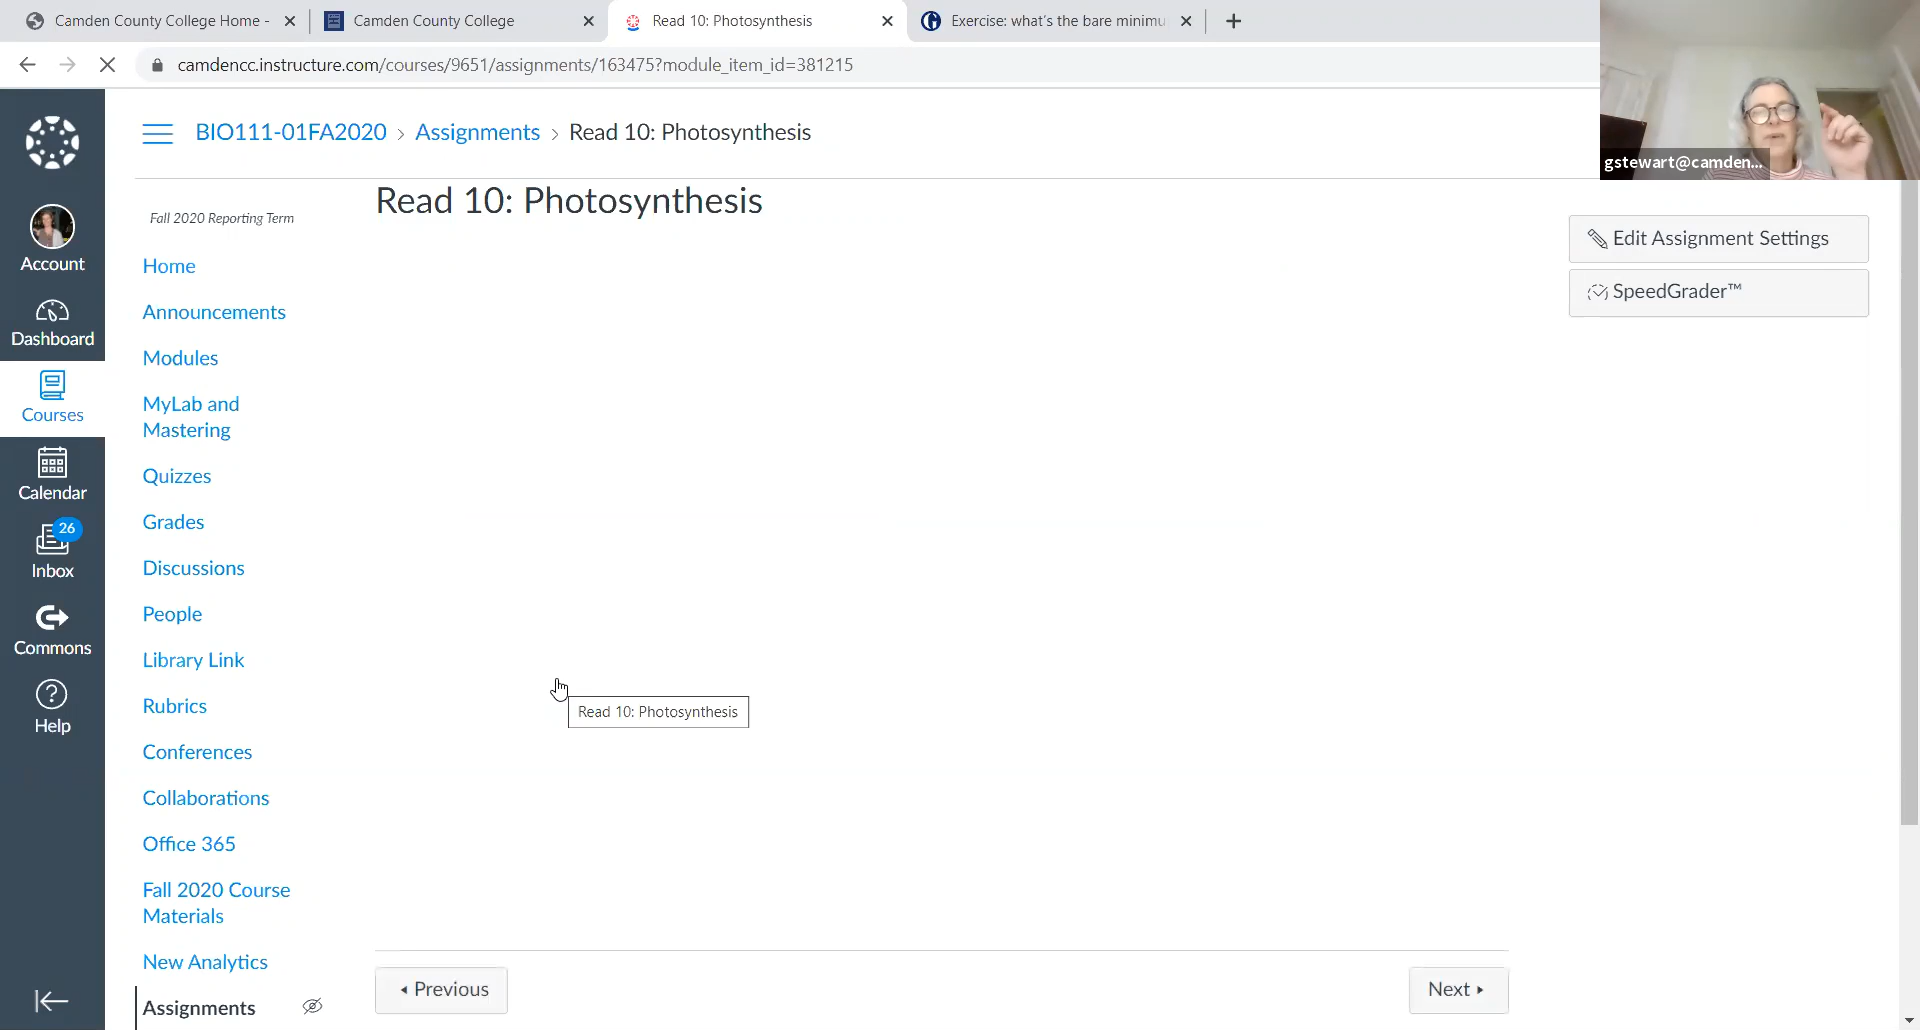 Camden County College Home -
Camden County College
Read 10: Photosynthesis
Exercise: what's the bare minimu
camdencc.instructure.com/courses/9651/assignments/163475?module_item_id=381215
gstewart@camden...
BIO111-01FA2020 › Assignments › Read 10: Photosynthesis
Read 10: Photosynthesis
Edit Assignment Settings
SpeedGrader™
Account
Dashboard
Courses
Calendar
26
Inbox
Commons
Help
Fall 2020 Reporting Term
Home
Announcements
Modules
MyLab and
Mastering
Quizzes
Grades
Discussions
People
Library Link
Rubrics
Conferences
Collaborations
Office 365
Fall 2020 Course
Materials
New Analytics
Assignments
Read 10: Photosynthesis
Previous
Next